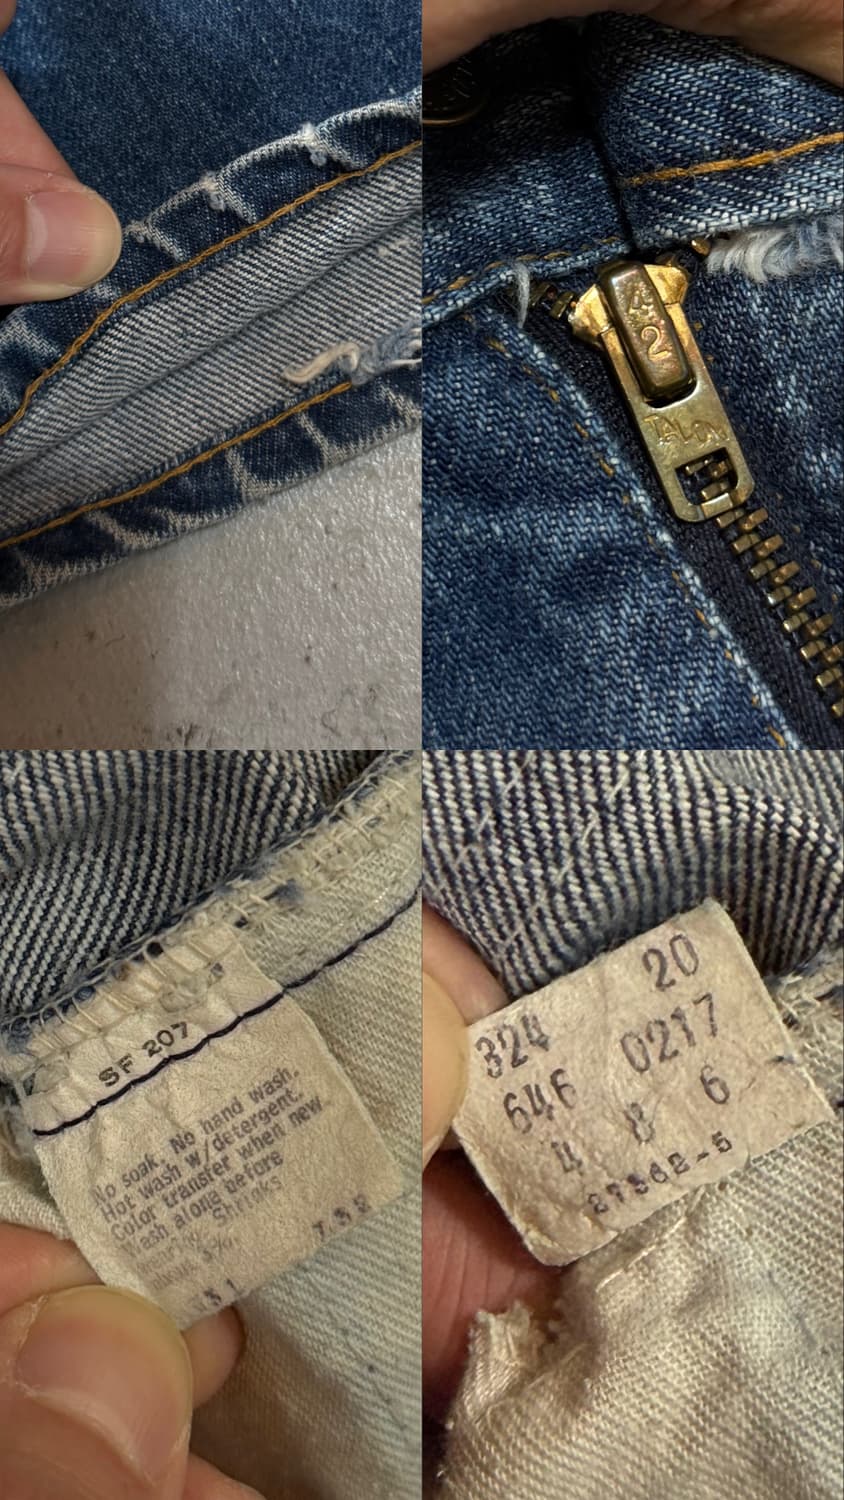 42
TALON
SF 207
No soak. No hand wash.
Hot wash w/detergent.
Color transfer when new
Wash along before
Shrinks
324 20
646 0217
4 8 6